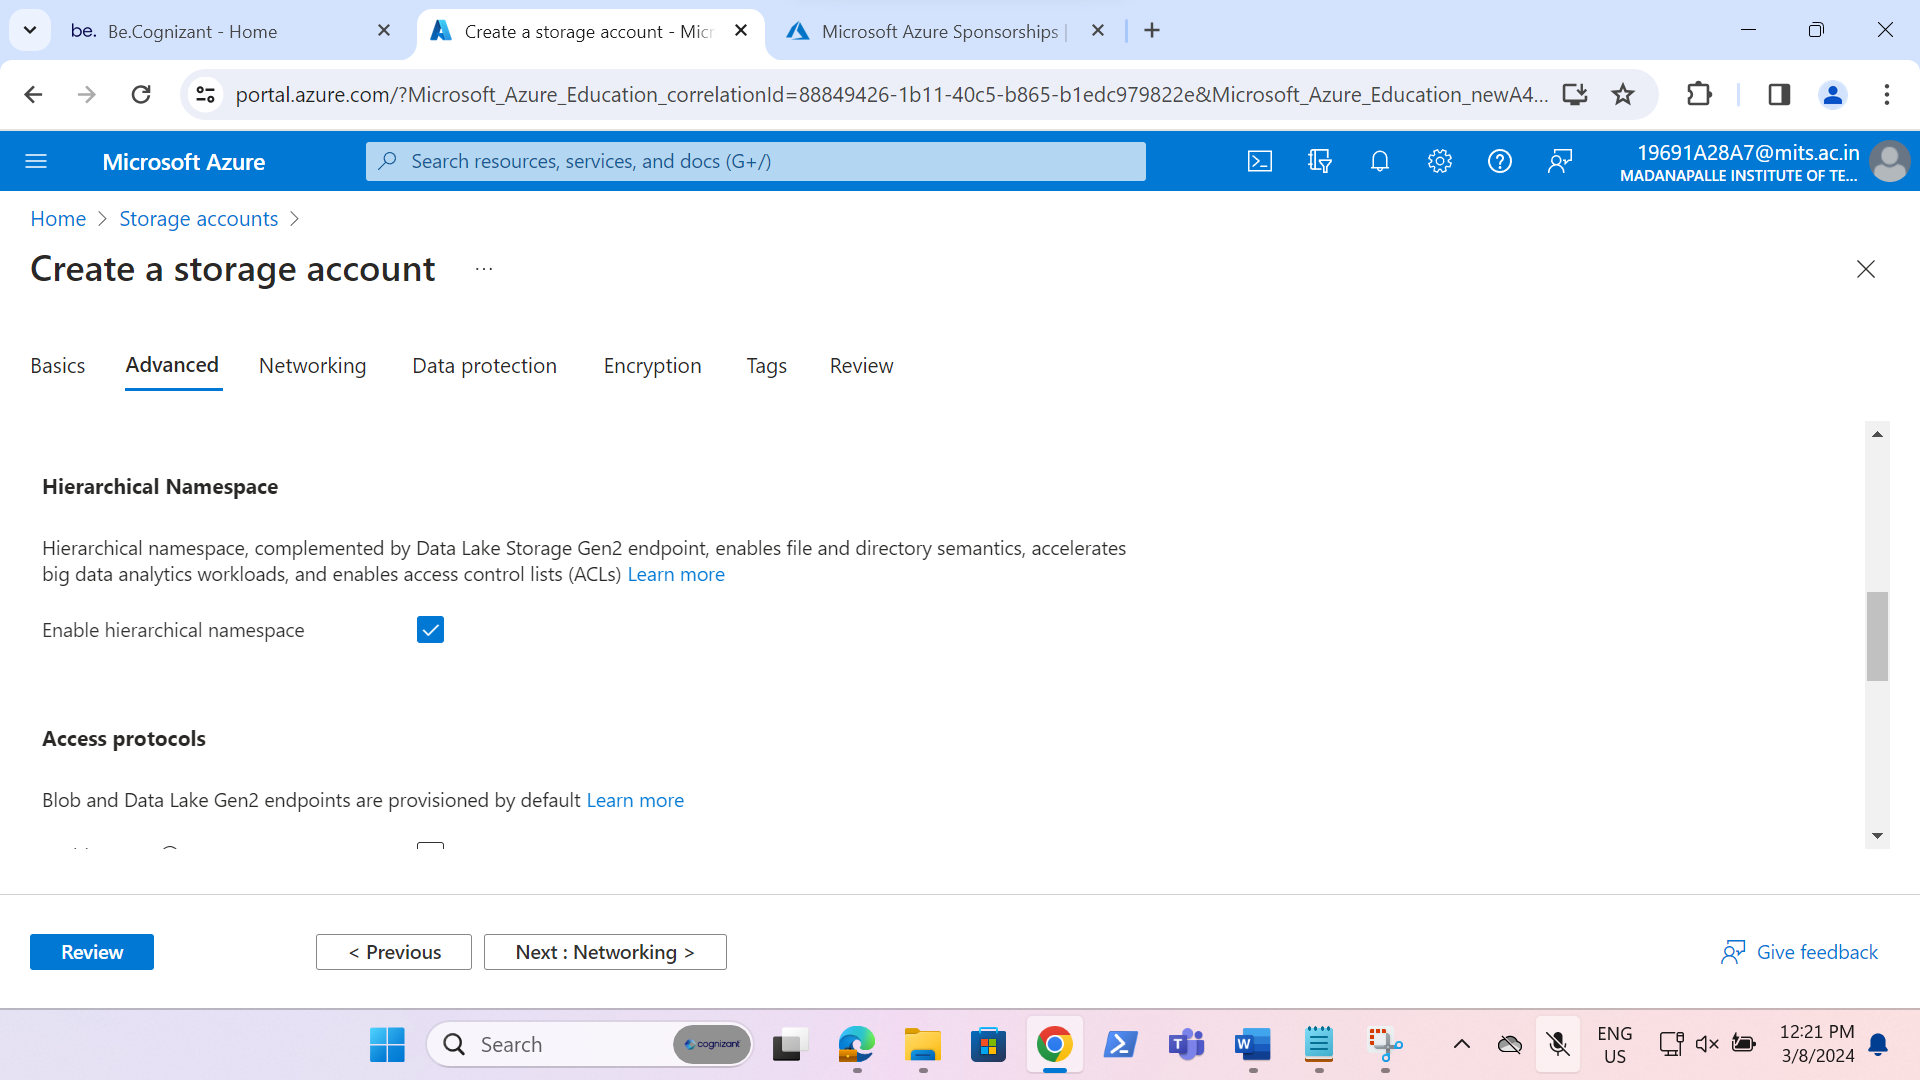 be. Be.Cognizant - Home
Create a storage account - Micr
Microsoft Azure Sponsorships |
portal.azure.com/?Microsoft_Azure_Education_correlationId=88849426-1b11-40c5-b865-b1edc979822e&Microsoft_Azure_Education_newA4...
Microsoft Azure
Search resources, services, and docs (G+/)
19691A28A7@mits.ac.in
MADANAPALLE INSTITUTE OF TE...
Home > Storage accounts >
Create a storage account ...
Basics Advanced Networking Data protection Encryption Tags Review
Hierarchical Namespace
Hierarchical namespace, complemented by Data Lake Storage Gen2 endpoint, enables file and directory semantics, accelerates
big data analytics workloads, and enables access control lists (ACLs) Learn more
Enable hierarchical namespace
Access protocols
Blob and Data Lake Gen2 endpoints are provisioned by default Learn more
Review
< Previous
Next : Networking >
Give feedback
Search
cognizant
ENG
US
12:21 PM
3/8/2024